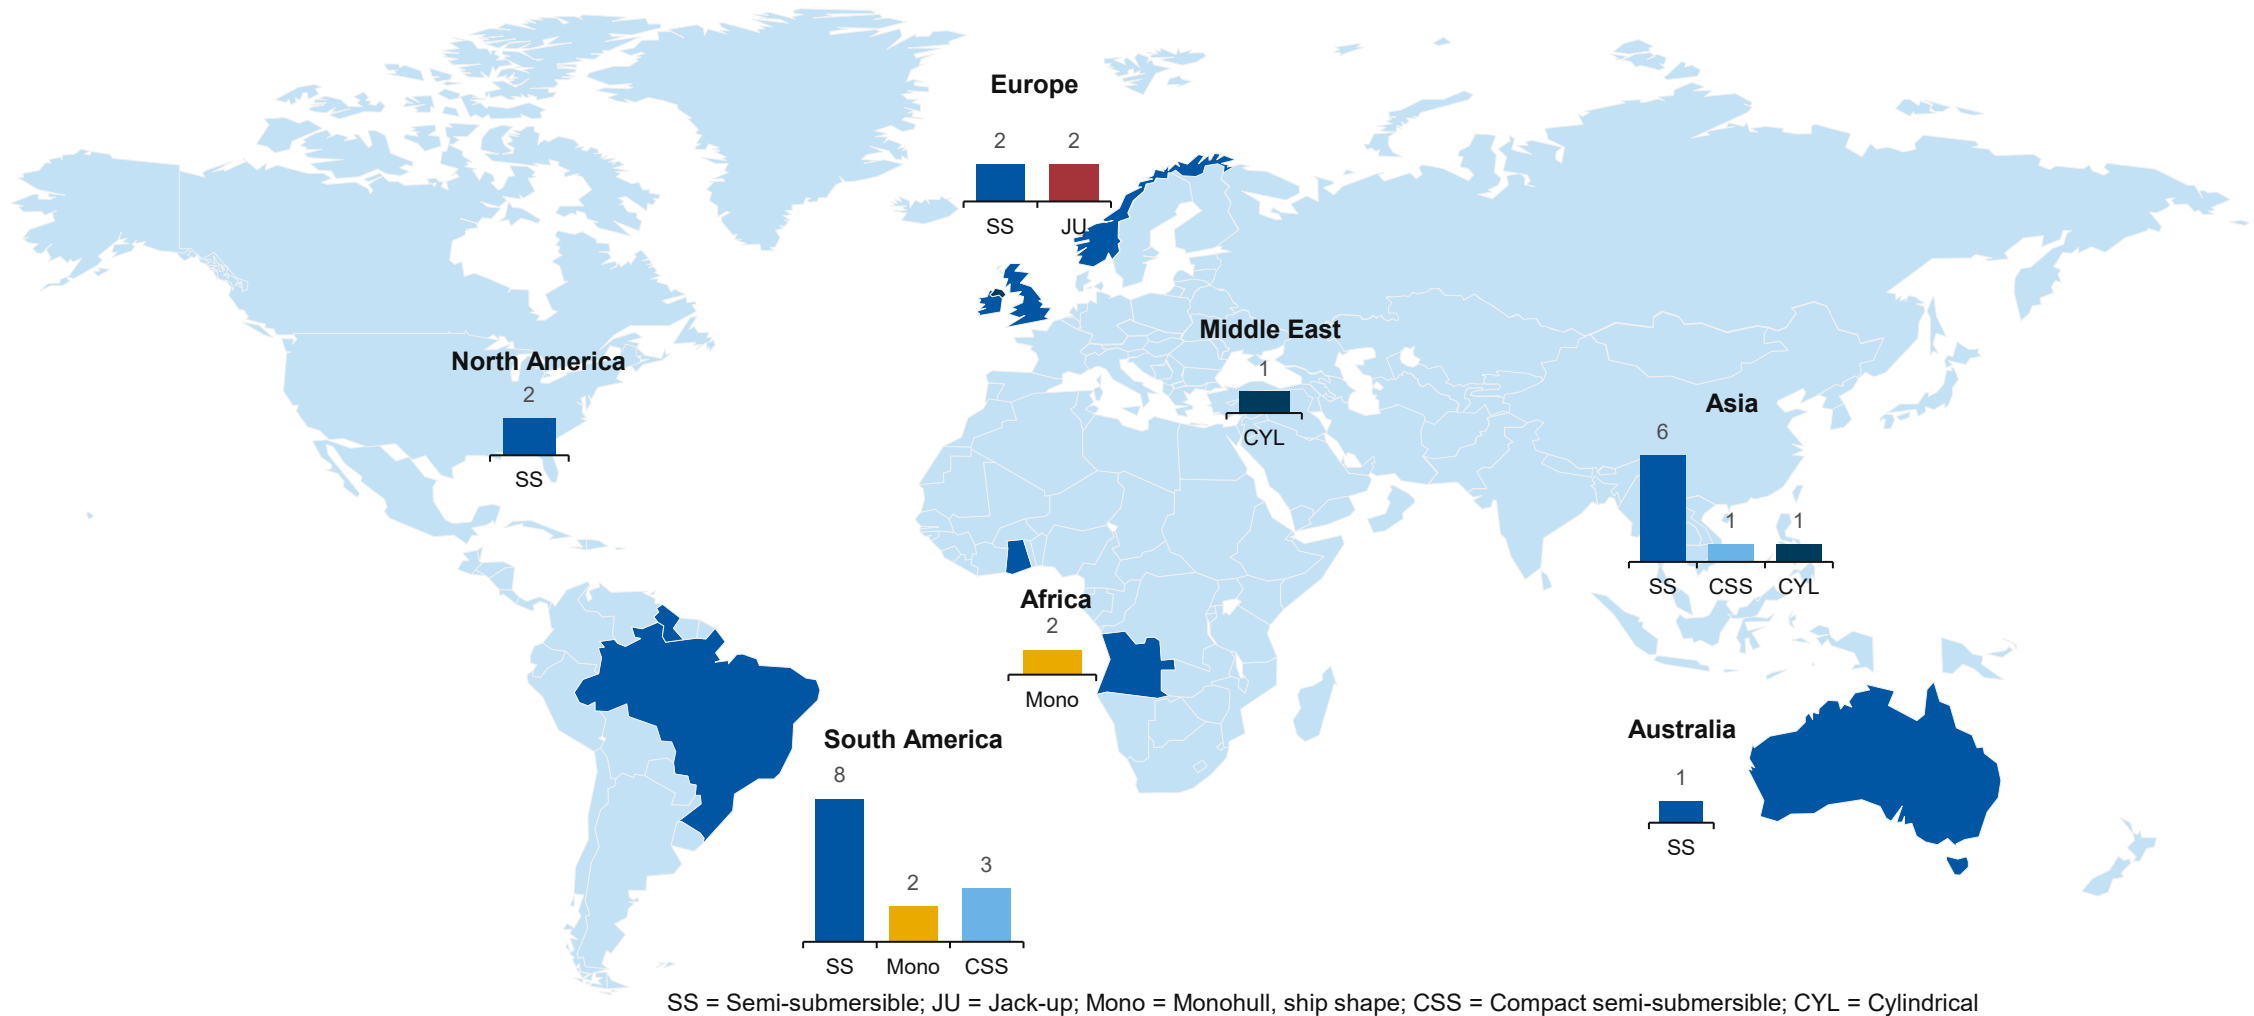 Europe
2 2
SS JU
Middle East
1
CYL
North America
2
SS
Asia
6 1 1
SS CSS CYL
Africa
2
Mono
South America
8 2 3
SS Mono CSS
Australia
1
SS
SS = Semi-submersible; JU = Jack-up; Mono = Monohull, ship shape; CSS = Compact semi-submersible; CYL = Cylindrical